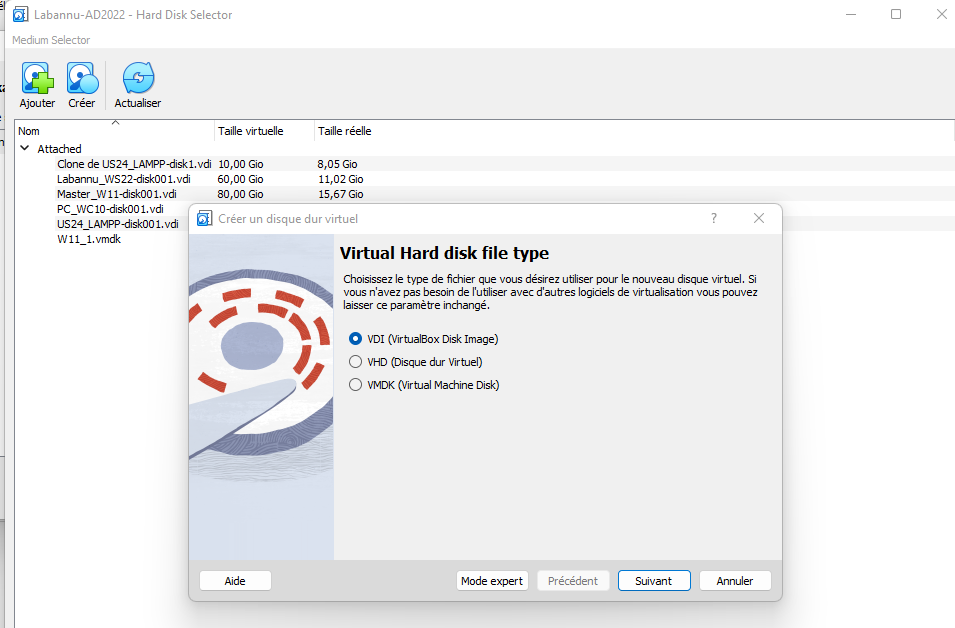 Labannu-AD2022 - Hard Disk Selector
Medium Selector
Ajouter Créer Actualiser
Nom Taille virtuelle Taille réelle
Attached
Clone de US24_LAMPP-disk1.vdi 10,00 Gio 8,05 Gio
Labannu_WS22-disk001.vdi 60,00 Gio 11,02 Gio
Master_W11-disk001.vdi 80,00 Gio 15,67 Gio
PC_WC10-disk001.vdi
US24_LAMPP-disk001.vdi
W11_1.vmdk
Créer un disque dur virtuel
Virtual Hard disk file type
Choisissez le type de fichier que vous désirez utiliser pour le nouveau disque virtuel. Si
vous n'avez pas besoin de l'utiliser avec d'autres logiciels de virtualisation vous pouvez
laisser ce paramètre inchangé.
VDI (VirtualBox Disk Image)
VHD (Disque dur Virtuel)
VMDK (Virtual Machine Disk)
Aide Mode expert Précédent Suivant Annuler